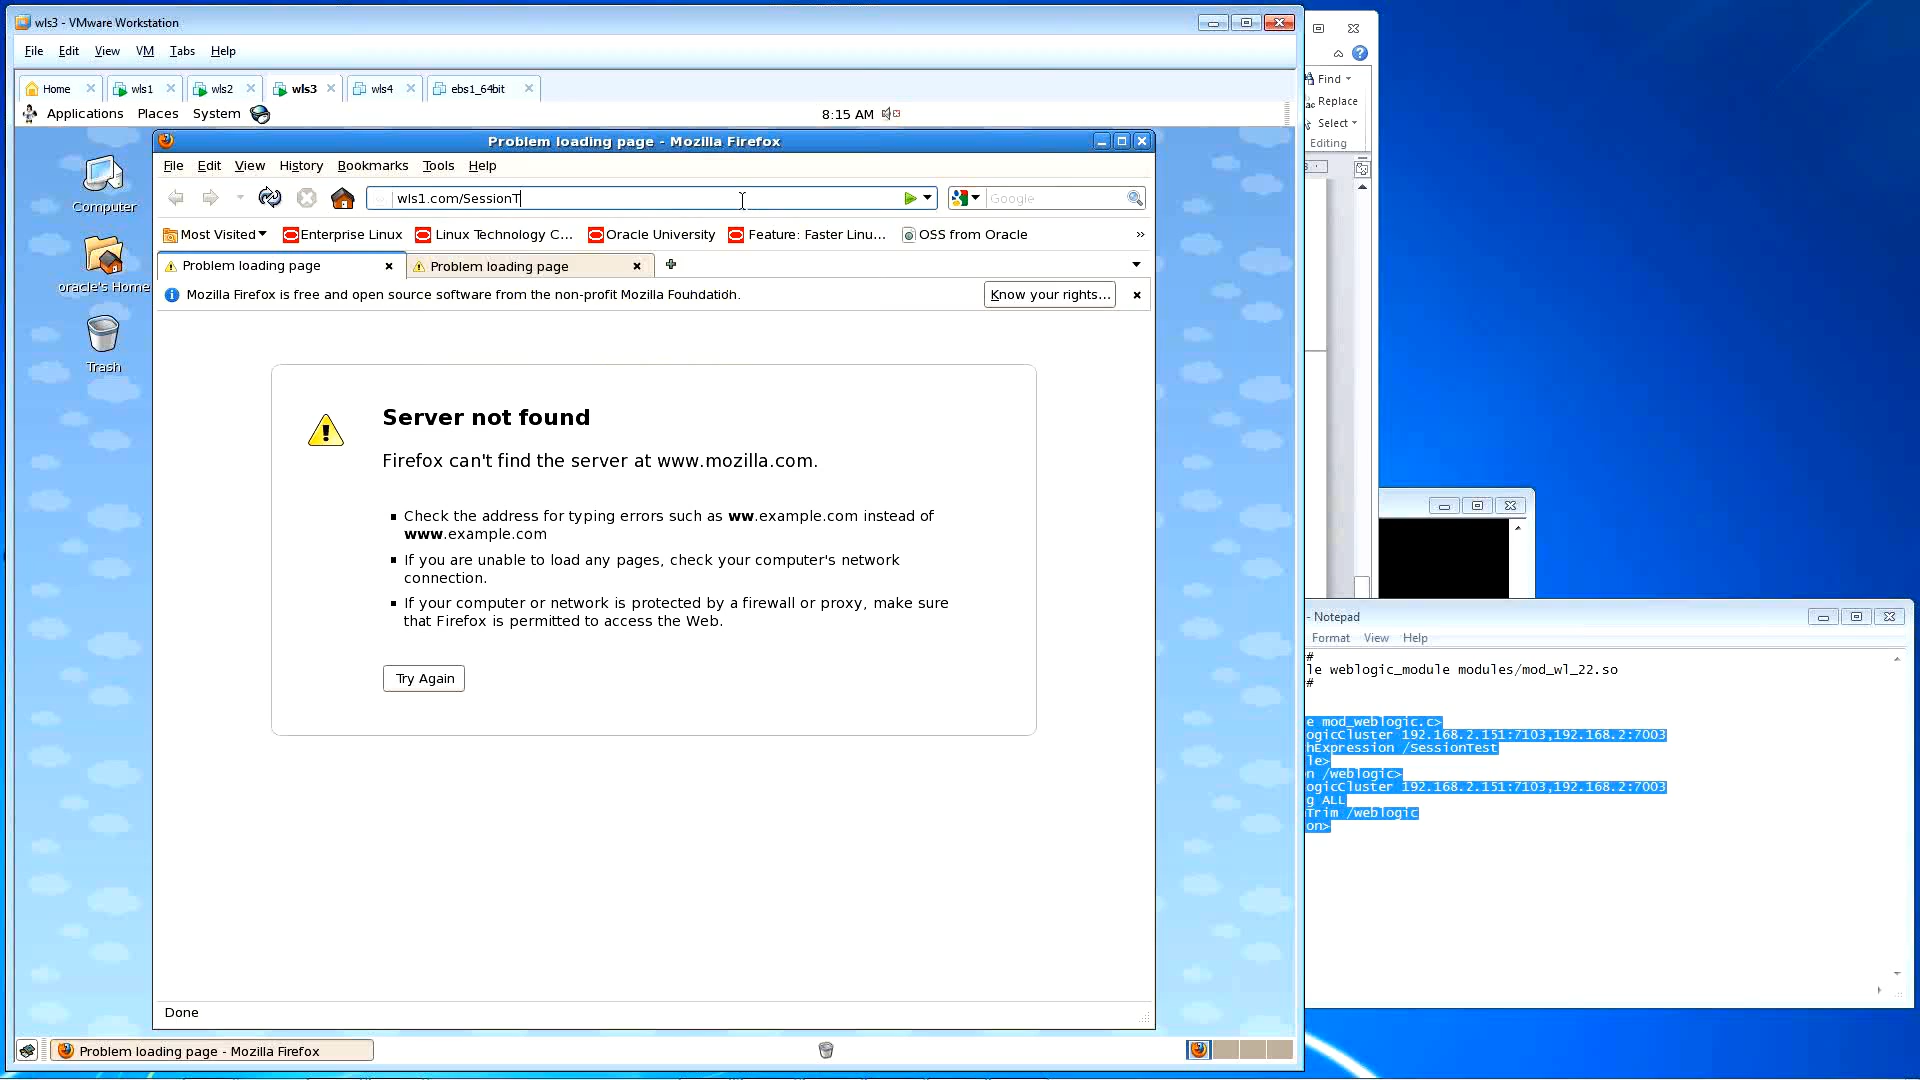 wls3 - VMware Workstation
File Edit View VM Tabs Help
Home wls1 wls2 wls3 wls4 ebs1_64bit
Applications Places System 8:15 AM
Computer
oracle's Home
Trash
Problem loading page - Mozilla Firefox
File Edit View History Bookmarks Tools Help
wls1.com/SessionT
Google
Most Visited Enterprise Linux Linux Technology C... Oracle University Feature: Faster Linu... OSS from Oracle »
Problem loading page Problem loading page
Mozilla Firefox is free and open source software from the non-profit Mozilla Foundation. Know your rights...
Server not found
Firefox can't find the server at www.mozilla.com.
Check the address for typing errors such as ww.example.com instead of
www.example.com
If you are unable to load any pages, check your computer's network
connection.
If your computer or network is protected by a firewall or proxy, make sure
that Firefox is permitted to access the Web.
Try Again
Done
Problem loading page - Mozilla Firefox
Find
Replace
Select
Editing
- Notepad
Format View Help
#
le weblogic_module modules/mod_wl_22.so
#
e mod_weblogic.c>
ogicCluster 192.168.2.151:7103,192.168.2:7003
hExpression /SessionTest
le>
n /weblogic>
ogicCluster 192.168.2.151:7103,192.168.2:7003
g ALL
Trim /weblogic
on>